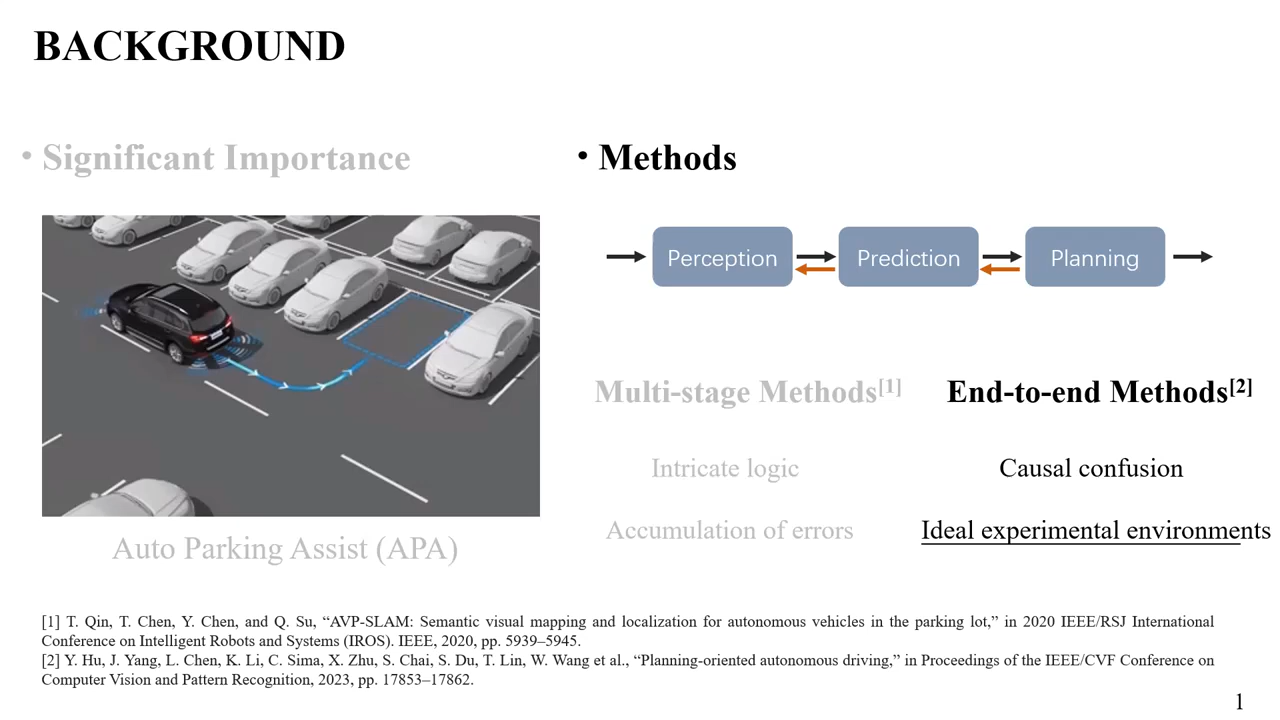 BACKGROUND
• Significant Importance
Auto Parking Assist (APA)
• Methods
Perception Prediction Planning
Multi-stage Methods[1] End-to-end Methods[2]
Intricate logic Causal confusion
Accumulation of errors Ideal experimental environments
[1] T. Qin, T. Chen, Y. Chen, and Q. Su, “AVP-SLAM: Semantic visual mapping and localization for autonomous vehicles in the parking lot,” in 2020 IEEE/RSJ International
Conference on Intelligent Robots and Systems (IROS). IEEE, 2020, pp. 5939–5945.
[2] Y. Hu, J. Yang, L. Chen, K. Li, C. Sima, X. Zhu, S. Chai, S. Du, T. Lin, W. Wang et al., “Planning-oriented autonomous driving,” in Proceedings of the IEEE/CVF Conference on
Computer Vision and Pattern Recognition, 2023, pp. 17853–17862.
1